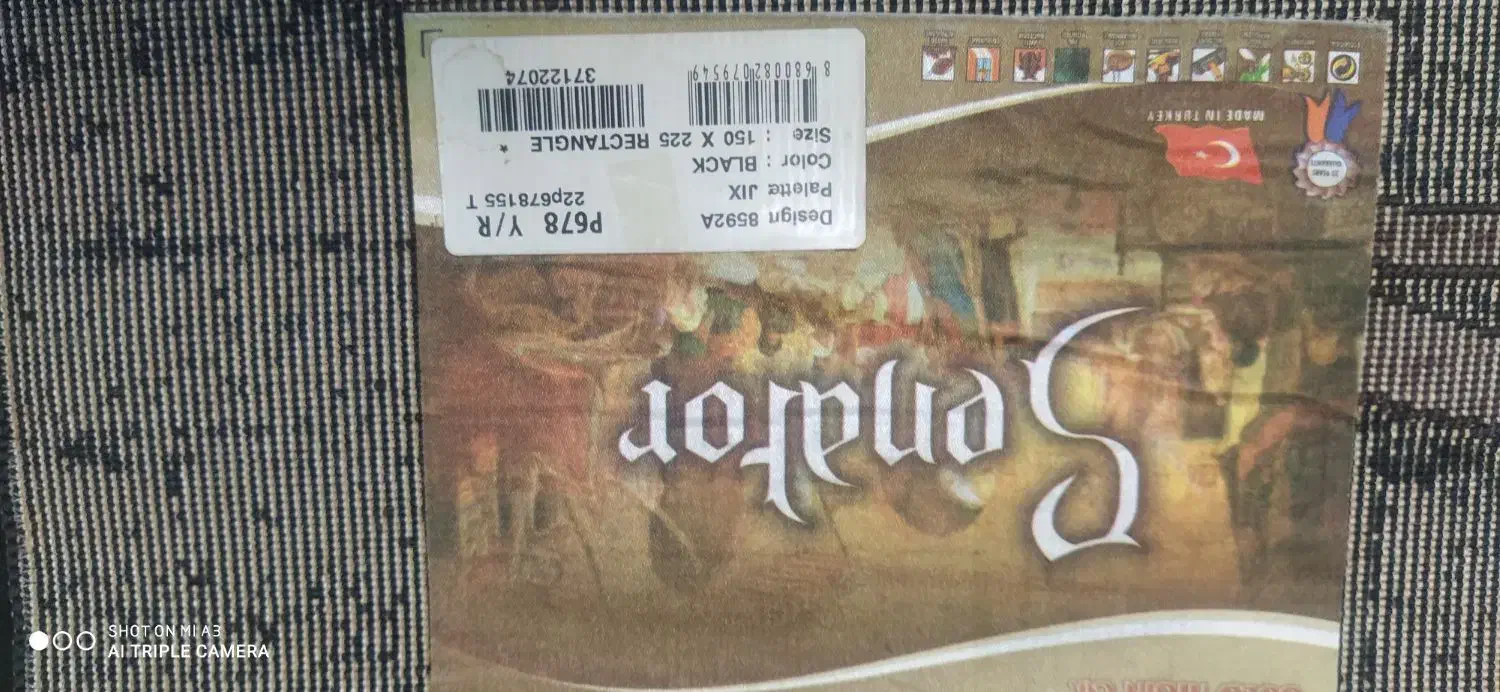 Senator
Design 8592A P678 Y/R
Palette JIX 22p678155 T
Color : BLACK
Size : 150 X 225 RECTANGLE *
8 680082 079549
37122074
MADE IN TURKEY
SHOT ON MI A3
AI TRIPLE CAMERA